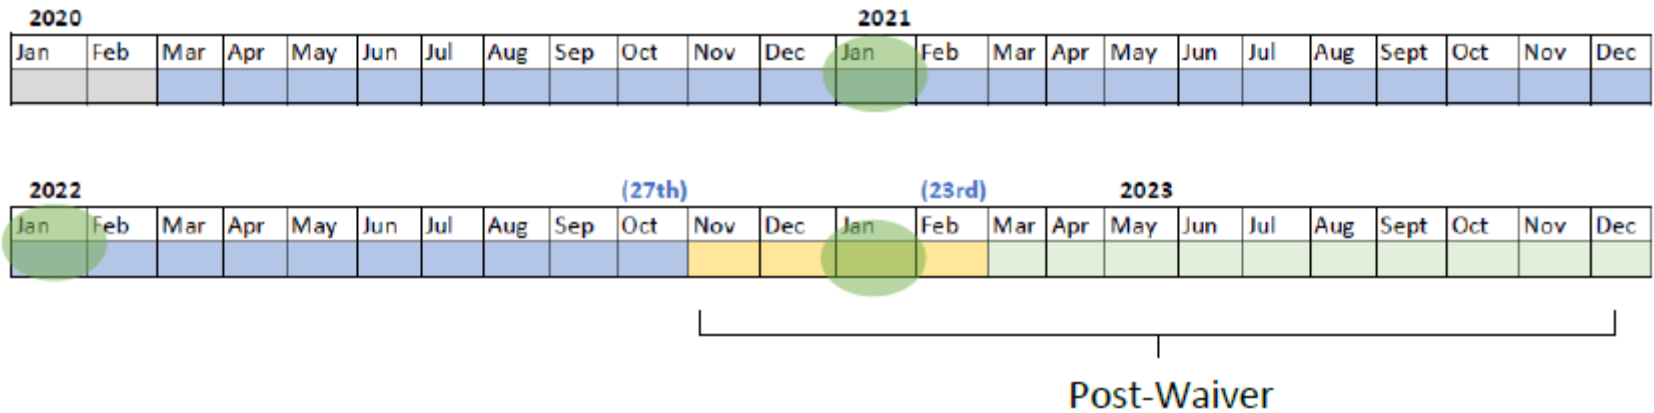 2020 2021
Jan Feb Mar Apr May Jun Jul Aug Sep Oct Nov Dec Jan Feb Mar Apr May Jun Jul Aug Sept Oct Nov Dec
2022 (27th) (23rd) 2023
Jan Feb Mar Apr May Jun Jul Aug Sep Oct Nov Dec Jan Feb Mar Apr May Jun Jul Aug Sept Oct Nov Dec
Post-Waiver